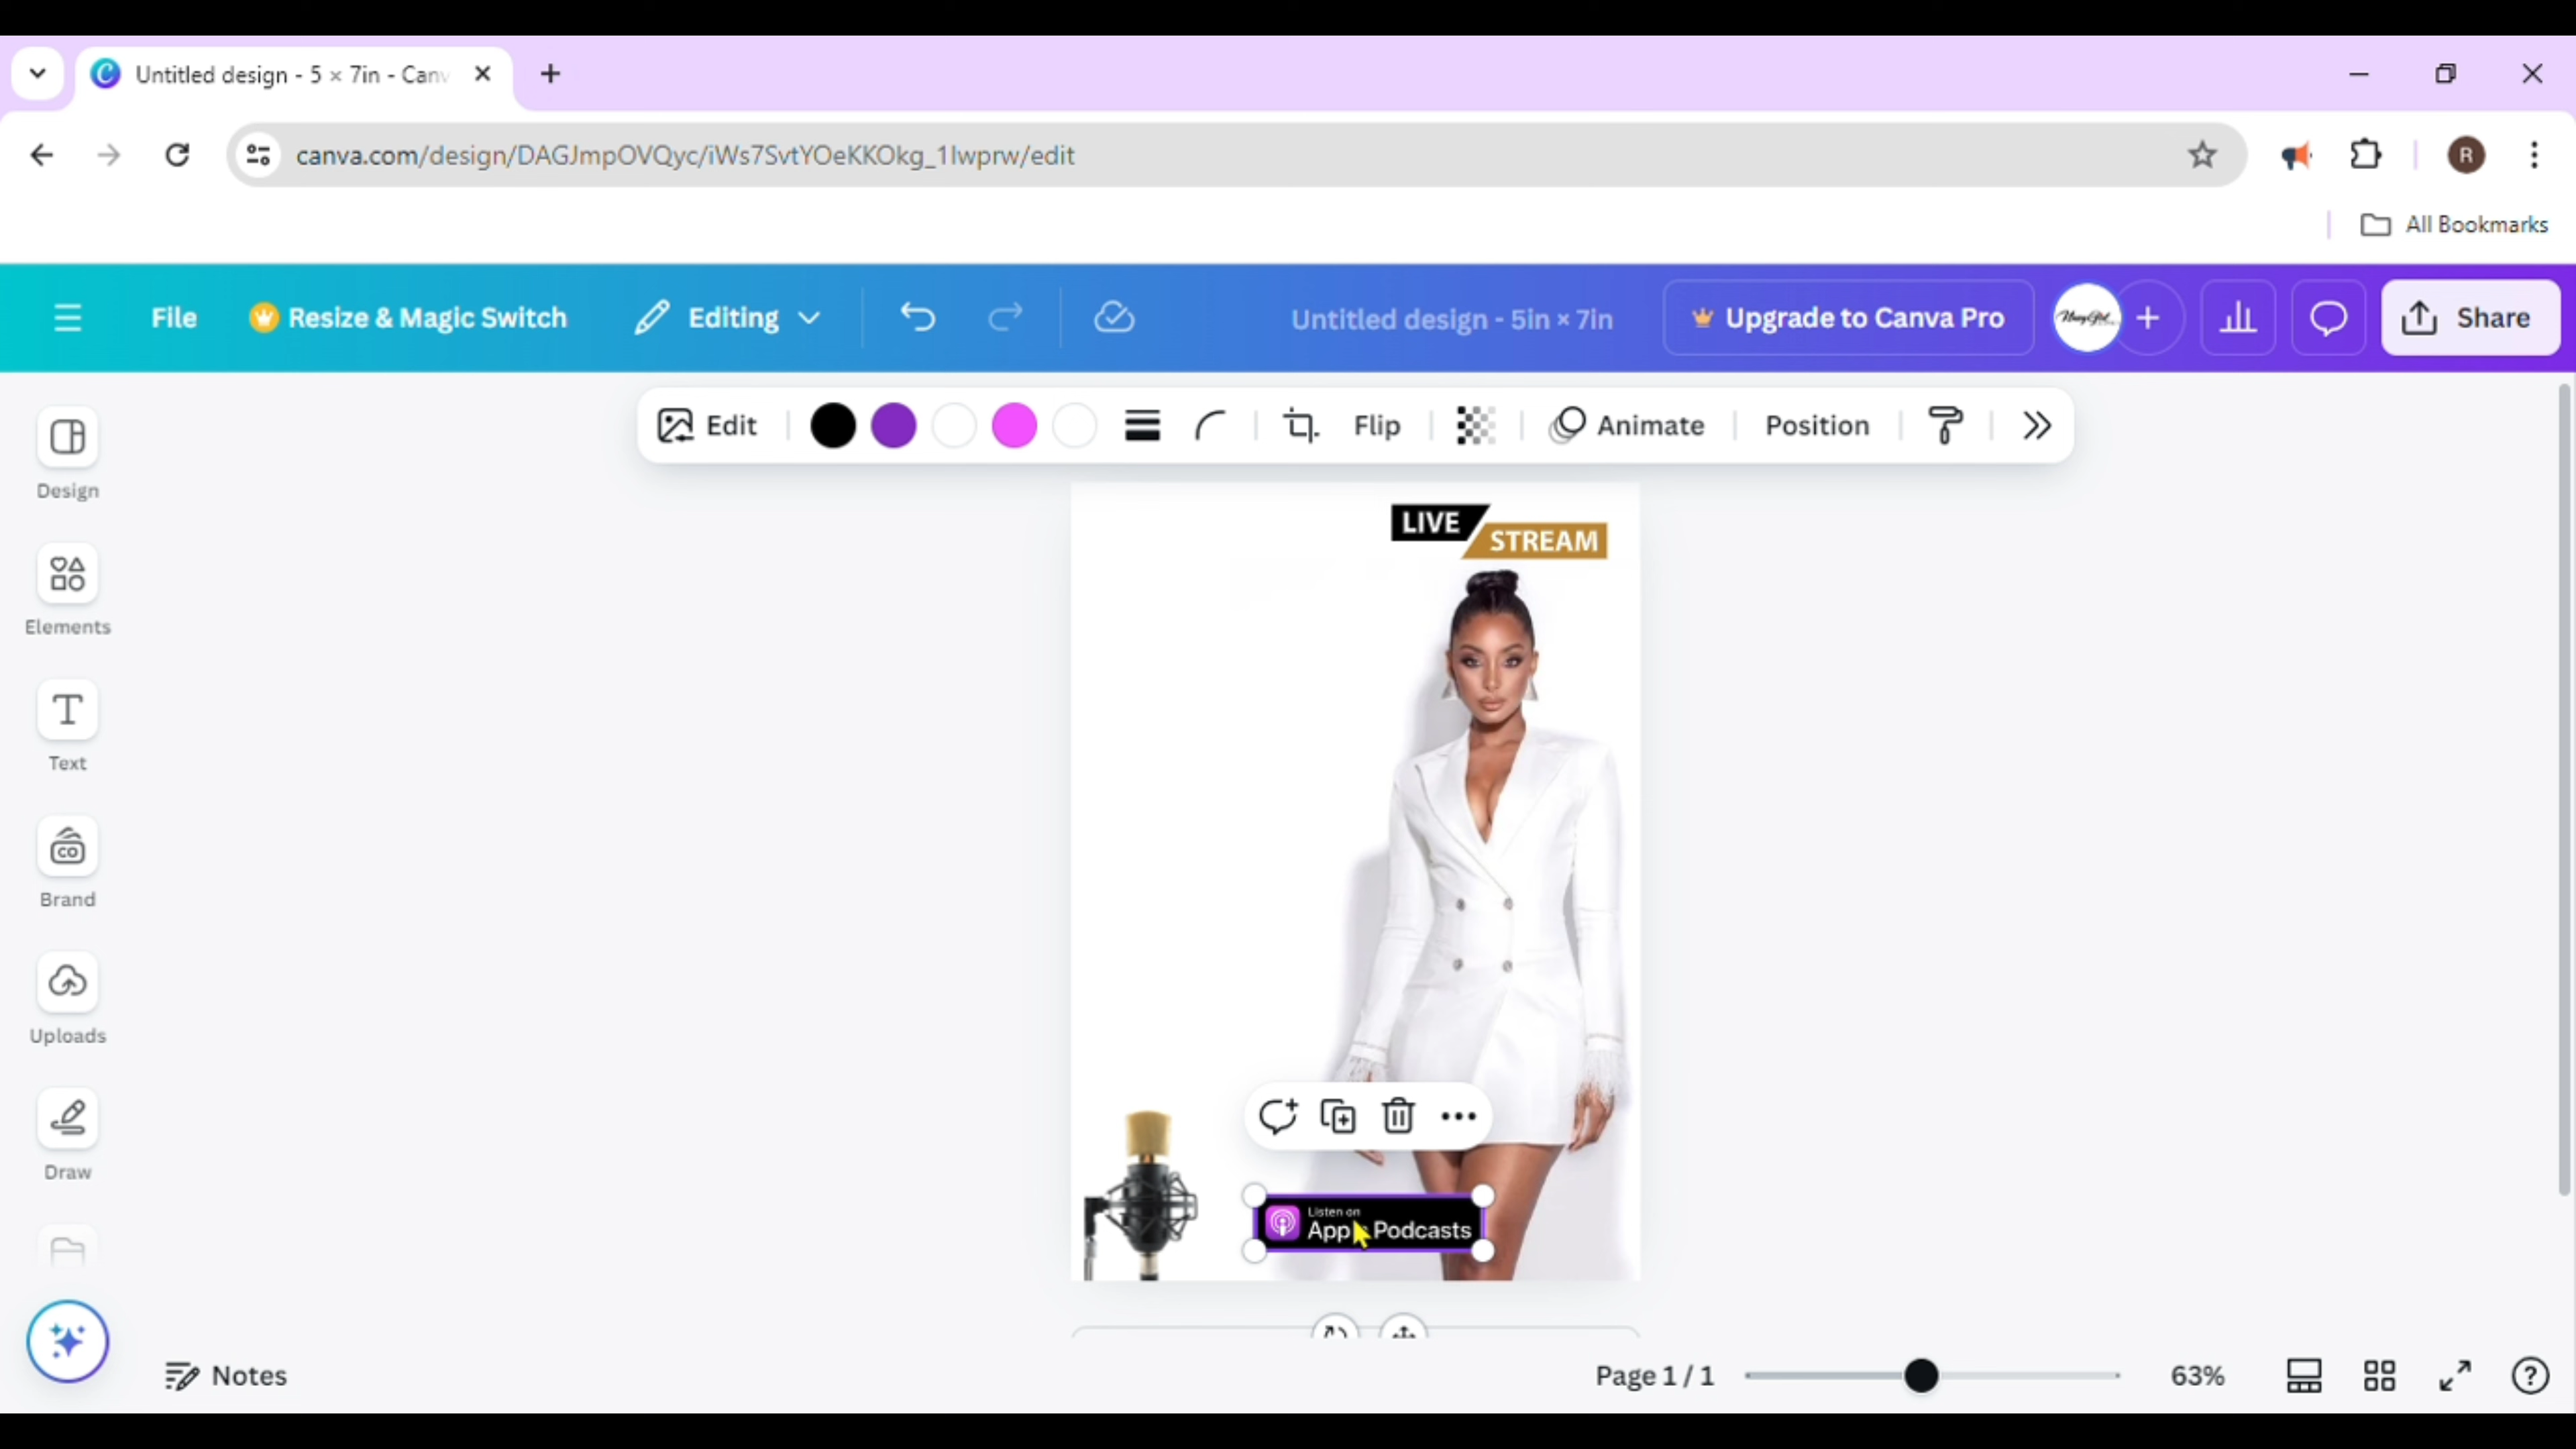 Untitled design - 5 × 7in - Canv
canva.com/design/DAGJmpOVQyc/iWs7SvtYOeKKOkg_1lwprw/edit
All Bookmarks
File
Resize & Magic Switch
Editing
Untitled design - 5in × 7in
Upgrade to Canva Pro
Share
Edit
Flip
Animate
Position
Design
Elements
Text
CO
Brand
Uploads
Draw
LIVE
STREAM
Listen on
Podcasts
Notes
Page 1 / 1
63%
R